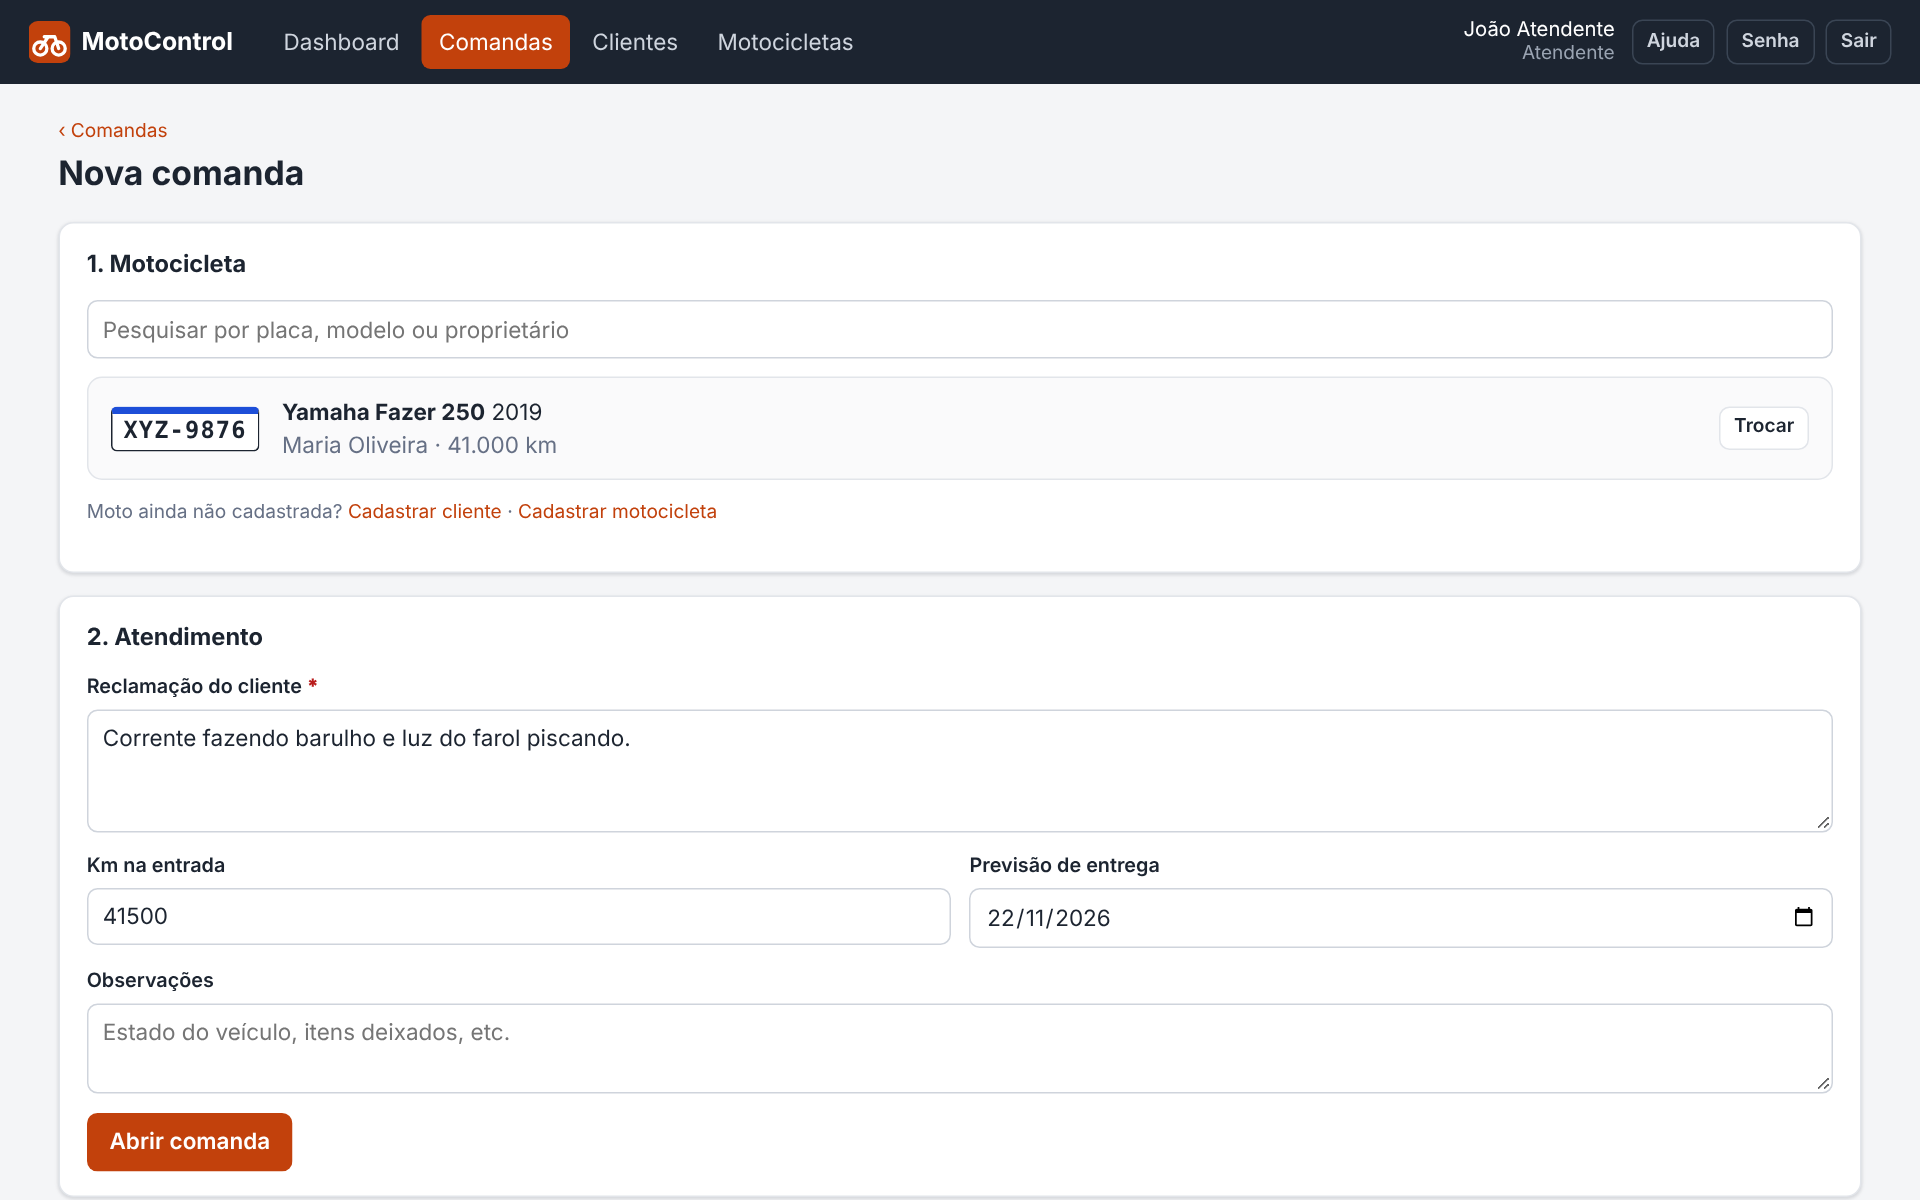 MotoControl
Dashboard
Comandas
Clientes
Motocicletas
João Atendente
Atendente
Ajuda
Senha
Sair
‹ Comandas
Nova comanda
1. Motocicleta
Pesquisar por placa, modelo ou proprietário
XYZ-9876
Yamaha Fazer 250 2019
Maria Oliveira · 41.000 km
Trocar
Moto ainda não cadastrada? Cadastrar cliente · Cadastrar motocicleta
2. Atendimento
Reclamação do cliente *
Corrente fazendo barulho e luz do farol piscando.
Km na entrada
Previsão de entrega
41500
22/11/2026
Observações
Estado do veículo, itens deixados, etc.
Abrir comanda